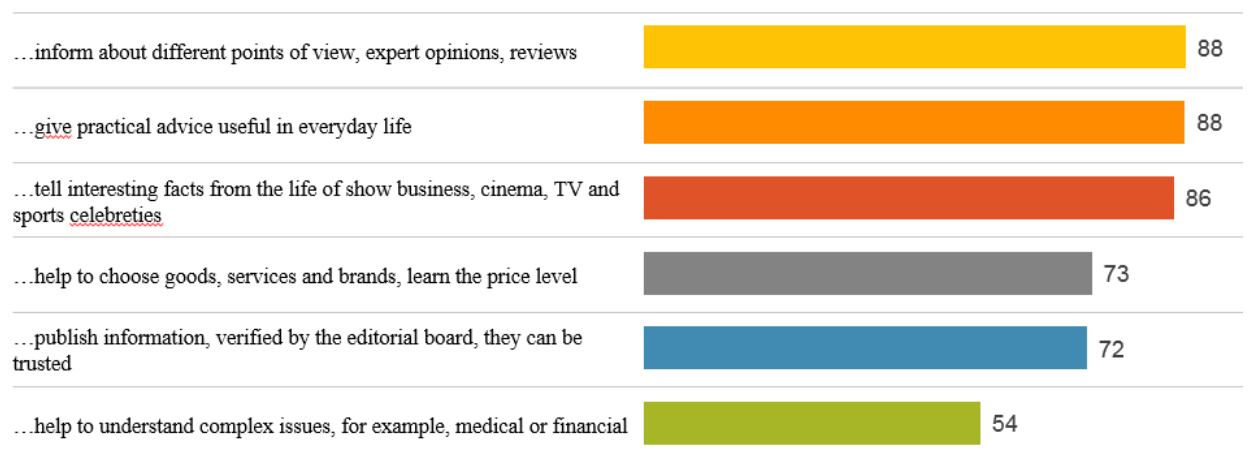 …inform about different points of view, expert opinions, reviews
88
…give practical advice useful in everyday life
88
…tell interesting facts from the life of show business, cinema, TV and
sports celebreties
86
…help to choose goods, services and brands, learn the price level
73
…publish information, verified by the editorial board, they can be
trusted
72
…help to understand complex issues, for example, medical or financial
54